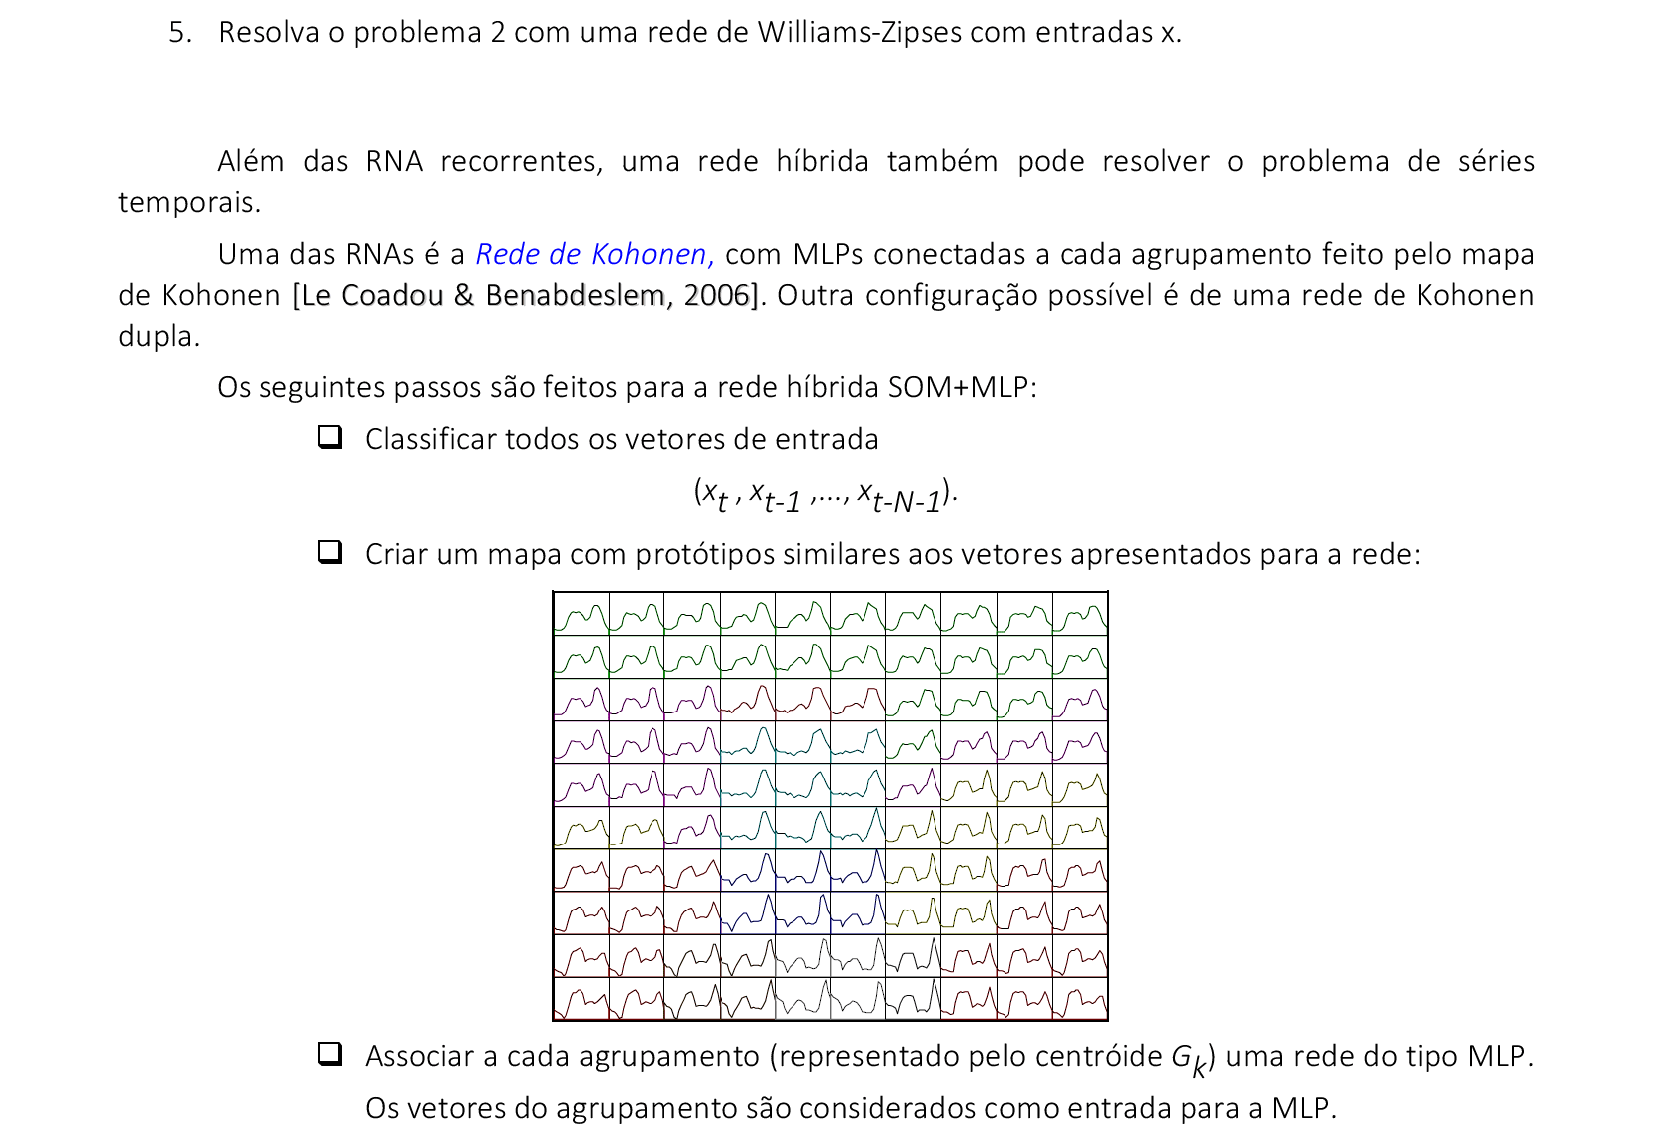 5. Resolva o problema 2 com uma rede de Williams-Zipses com entradas x.
Além das RNA recorrentes, uma rede híbrida também pode resolver o problema de séries
temporais.
Uma das RNAs é a Rede de Kohonen, com MLPs conectadas a cada agrupamento feito pelo mapa
de Kohonen [Le Coadou & Benabdeslem, 2006]. Outra configuração possível é de uma rede de Kohonen
dupla.
Os seguintes passos são feitos para a rede híbrida SOM+MLP:
❑ Classificar todos os vetores de entrada
(x_t , x_t-1 ,..., x_t-N-1).
❑ Criar um mapa com protótipos similares aos vetores apresentados para a rede:
❑ Associar a cada agrupamento (representado pelo centróide G_k) uma rede do tipo MLP.
Os vetores do agrupamento são considerados como entrada para a MLP.